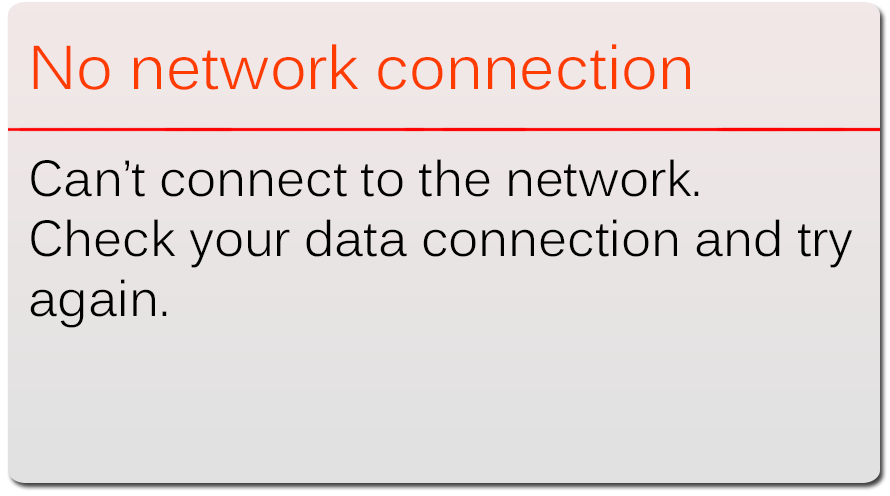 No network connection
Can’t connect to the network.
Check your data connection and try
again.